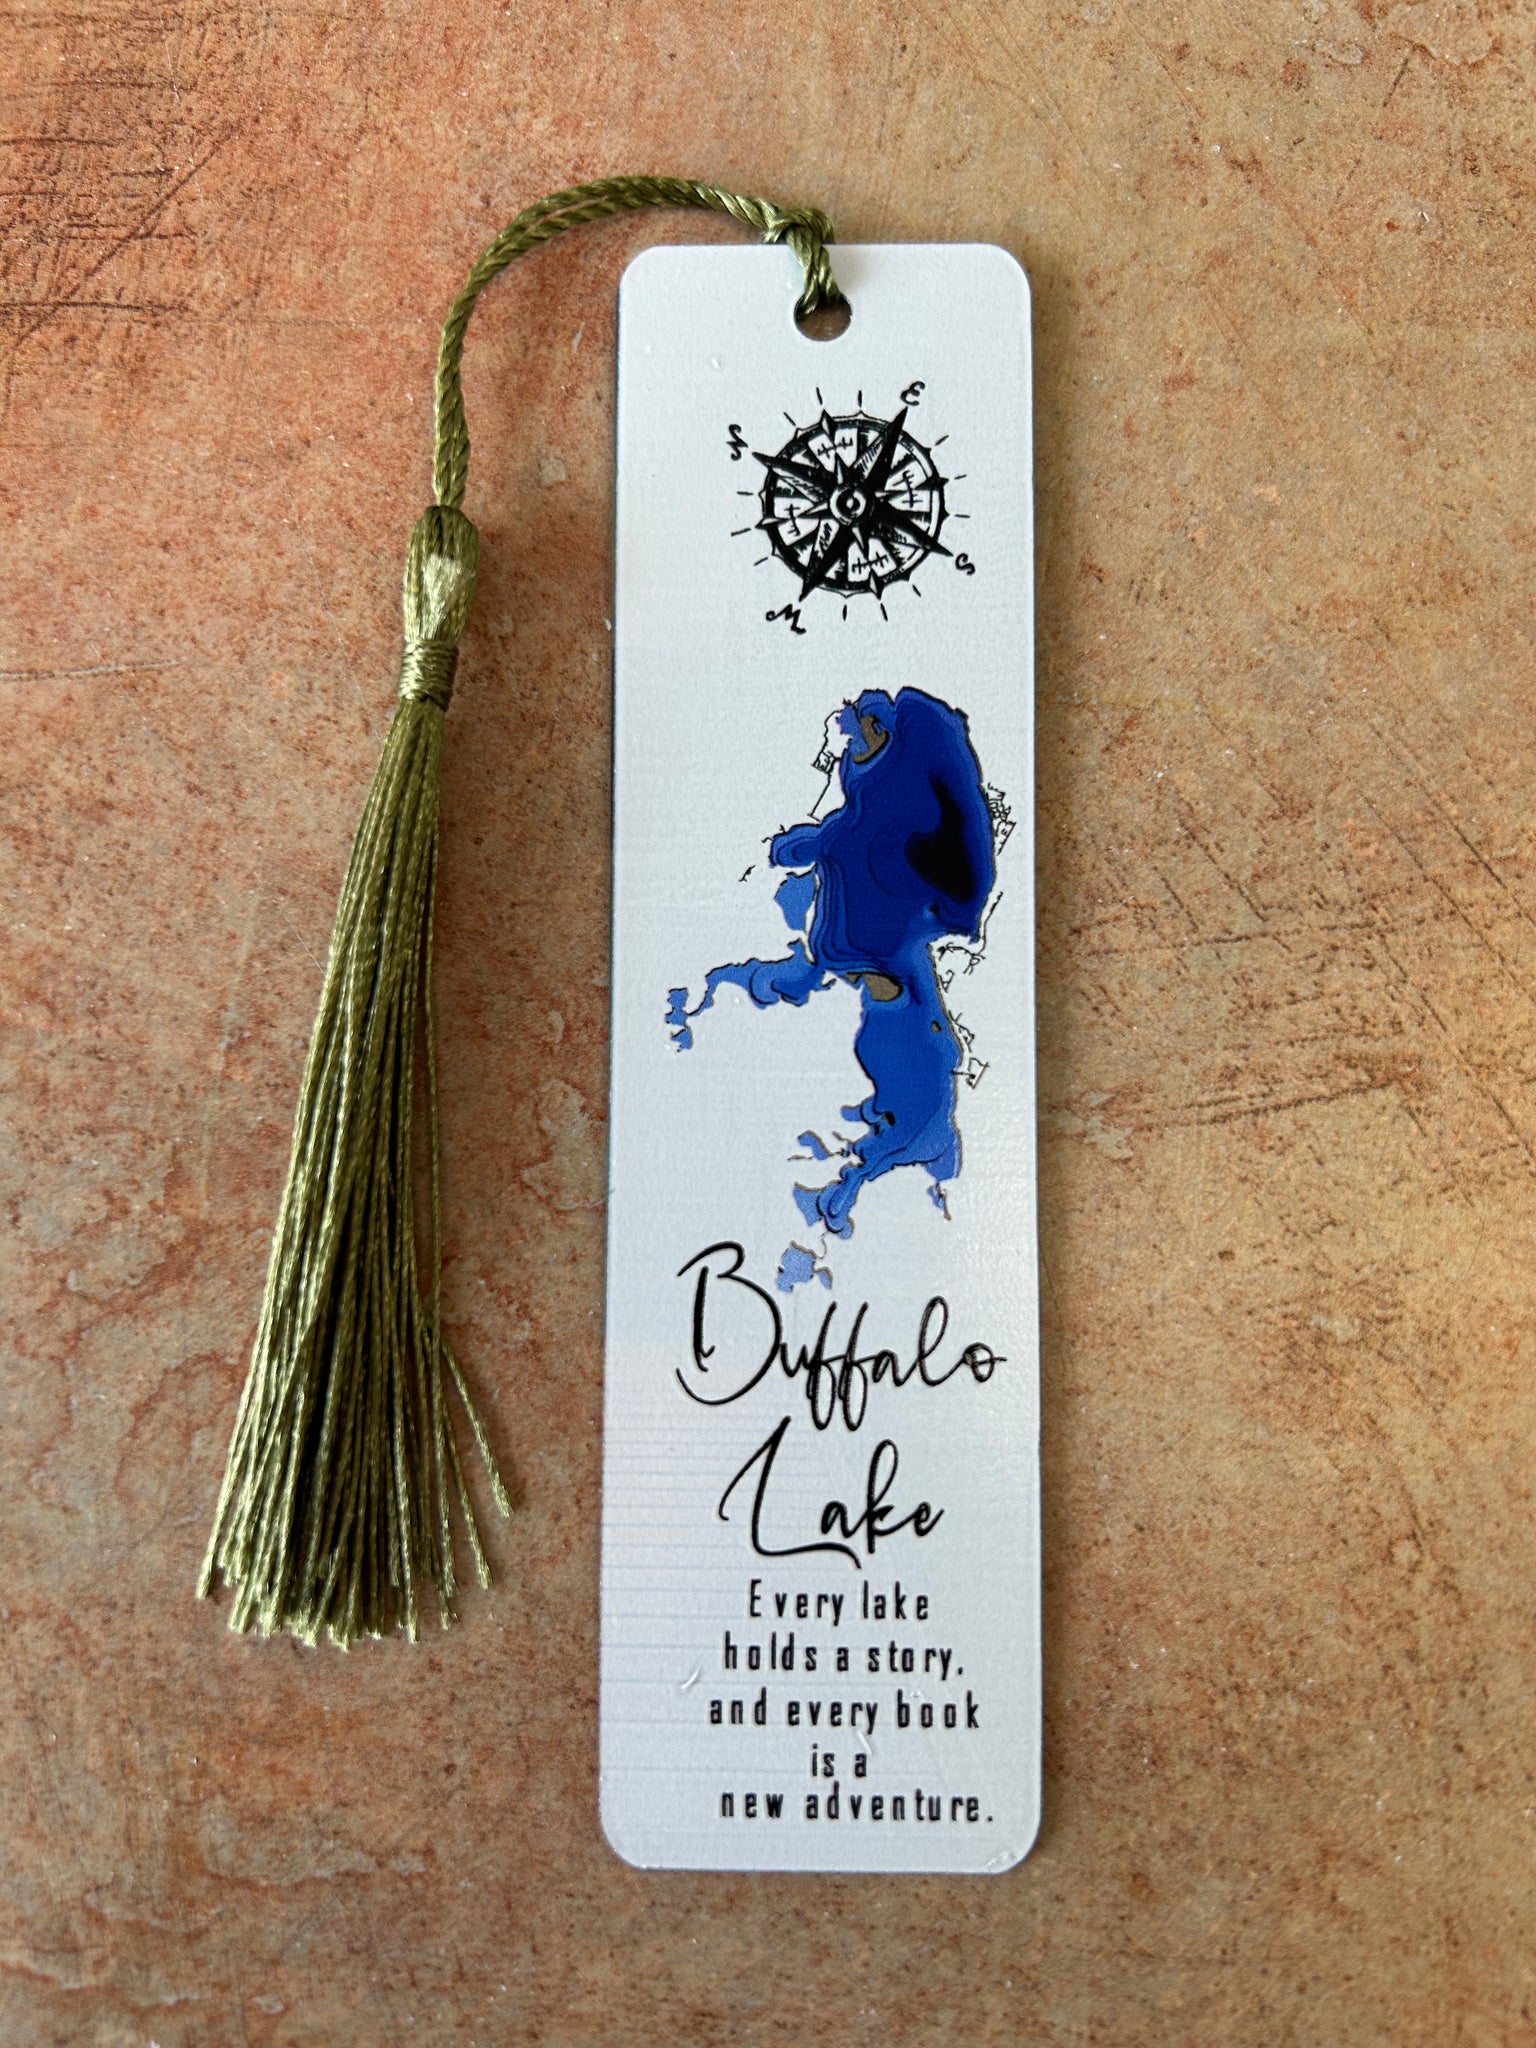 E
N
S
W
Buffalo
Lake
Every lake
holds a story,
and every book
is a
new adventure.